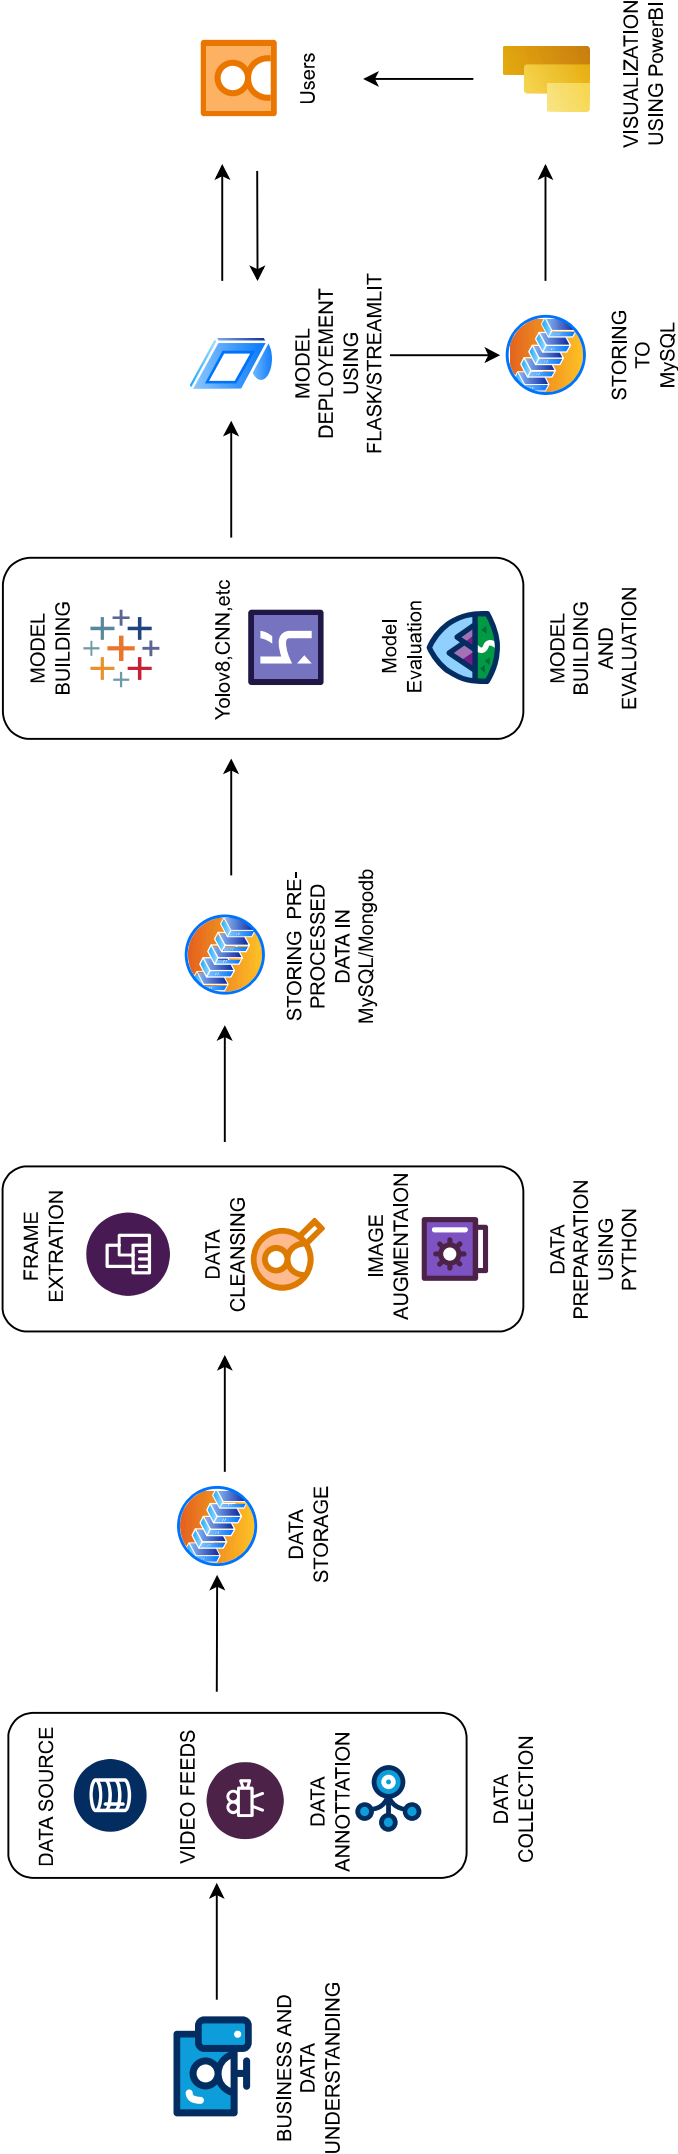 BUSINESS AND
DATA
UNDERSTANDING
DATA SOURCE
VIDEO FEEDS
DATA
ANNOTTATION
DATA
COLLECTION
DATA
STORAGE
FRAME
EXTRATION
DATA
CLEANSING
IMAGE
AUGMENTAION
DATA
PREPARATION
USING
PYTHON
STORING PRE-
PROCESSED
DATA IN
MySQL/Mongodb
MODEL
BUILDING
Yolov8,CNN,etc
Model
Evaluation
MODEL
BUILDING
AND
EVALUATION
MODEL
DEPLOYEMENT
USING
FLASK/STREAMLIT
Users
STORING
TO
MySQL
VISUALIZATION
USING PowerBI